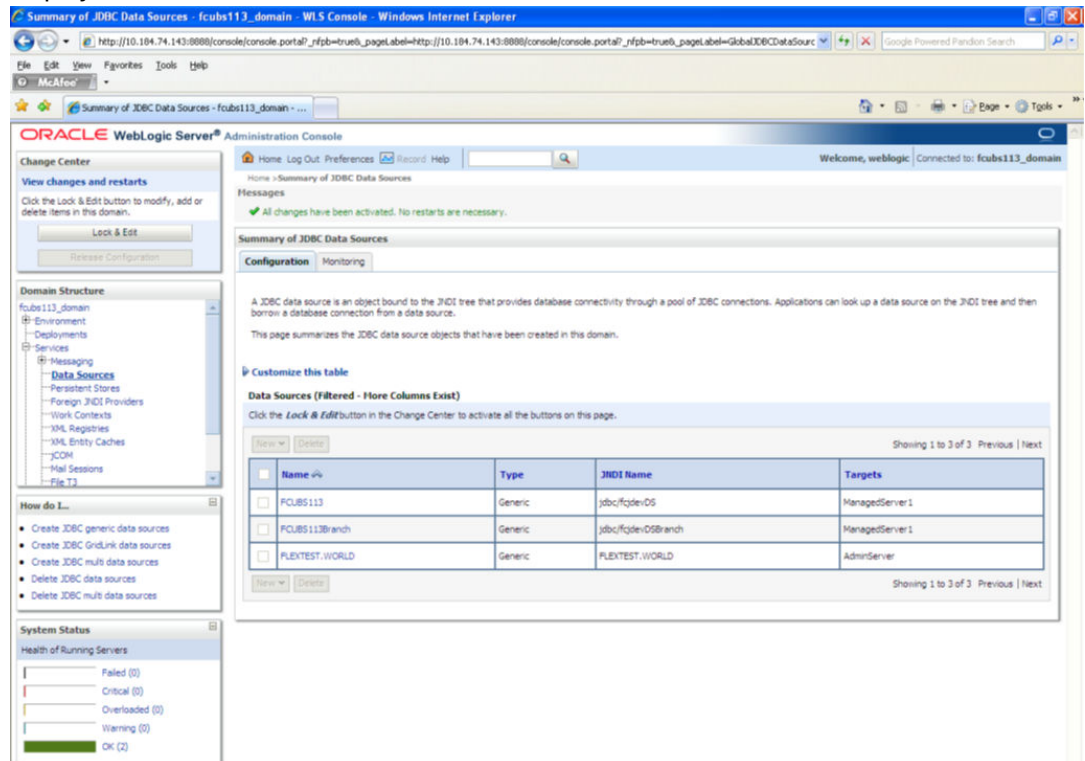 Summary of JDBC Data Sources - fcubs113_domain - WLS Console - Windows Internet Explorer
http://10.184.74.143:8888/console/console.portal?_nfpb=true&_pageLabel=http://10.184.74.143:8888/console/console.portal?_nfpb=true&_pageLabel=GlobalJDBCDataSourc
Google Powered Pandion Search
File Edit View Favorites Tools Help
McAfee
Summary of JDBC Data Sources - fcubs113_domain - ...
Page Tools
ORACLE WebLogic Server® Administration Console
Change Center
View changes and restarts
Click the Lock & Edit button to modify, add or
delete items in this domain.
Lock & Edit
Release Configuration
Domain Structure
fcubs113_domain
Environment
Deployments
Services
Messaging
Data Sources
Persistent Stores
Foreign JNDI Providers
Work Contexts
XML Registries
XML Entity Caches
jCOM
Mail Sessions
File T3
How do I...
Create JDBC generic data sources
Create JDBC GridLink data sources
Create JDBC multi data sources
Delete JDBC data sources
Delete JDBC multi data sources
System Status
Health of Running Servers
Failed (0)
Critical (0)
Overloaded (0)
Warning (0)
OK (2)
Home Log Out Preferences Record Help
Welcome, weblogic Connected to: fcubs113_domain
Home >Summary of JDBC Data Sources
Messages
All changes have been activated. No restarts are necessary.
Summary of JDBC Data Sources
Configuration Monitoring
A JDBC data source is an object bound to the JNDI tree that provides database connectivity through a pool of JDBC connections. Applications can look up a data source on the JNDI tree and then
borrow a database connection from a data source.
This page summarizes the JDBC data source objects that have been created in this domain.
Customize this table
Data Sources (Filtered - More Columns Exist)
Click the Lock & Edit button in the Change Center to activate all the buttons on this page.
New Delete Showing 1 to 3 of 3 Previous | Next
Name Type JNDI Name Targets
FCUBS113 Generic jdbc/fcjdevDS ManagedServer1
FCUBS113Branch Generic jdbc/fcjdevDSBranch ManagedServer1
FLEXTEST.WORLD Generic FLEXTEST.WORLD AdminServer
New Delete Showing 1 to 3 of 3 Previous | Next